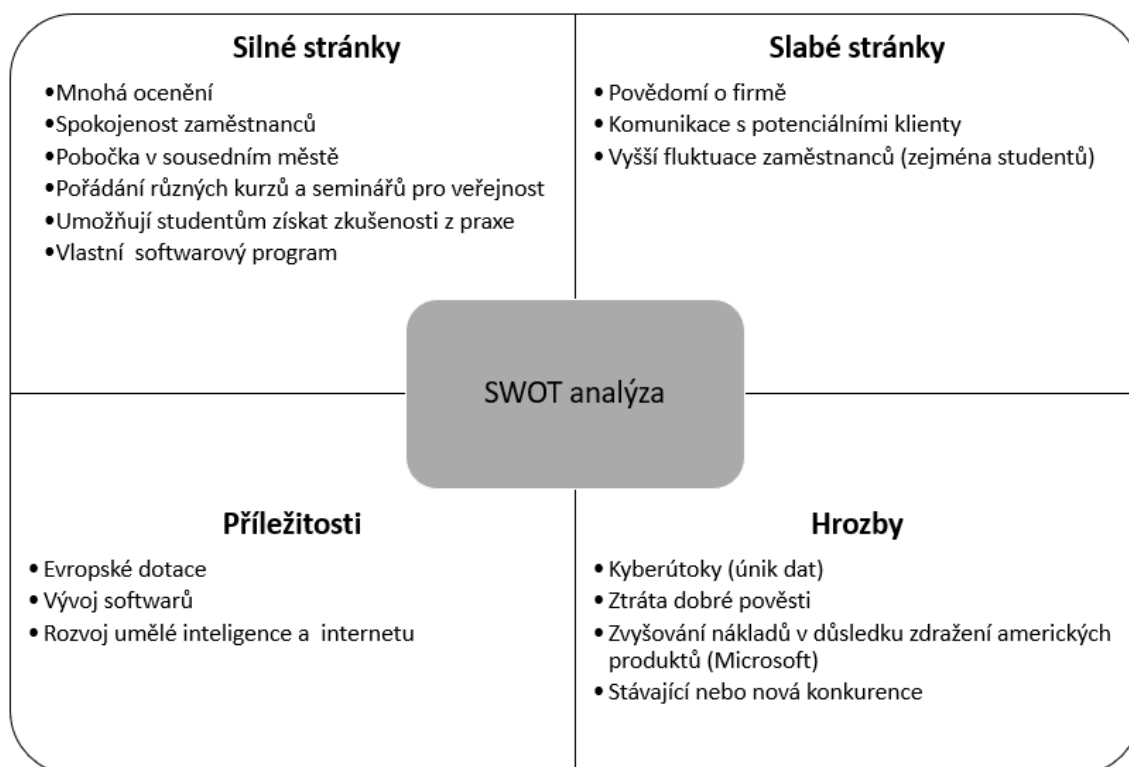 Silné stránky
•Mnohá ocenění
•Spokojenost zaměstnanců
•Pobočka v sousedním městě
•Pořádání různých kurzů a seminářů pro veřejnost
•Umožňují studentům získat zkušenosti z praxe
•Vlastní softwarový program
Slabé stránky
• Povědomí o firmě
• Komunikace s potenciálními klienty
• Vyšší fluktuace zaměstnanců (zejména studentů)
SWOT analýza
Příležitosti
• Evropské dotace
• Vývoj softwarů
• Rozvoj umělé inteligence a internetu
Hrozby
• Kyberútoky (únik dat)
• Ztráta dobré pověsti
• Zvyšování nákladů v důsledku zdražení amerických
produktů (Microsoft)
• Stávající nebo nová konkurence